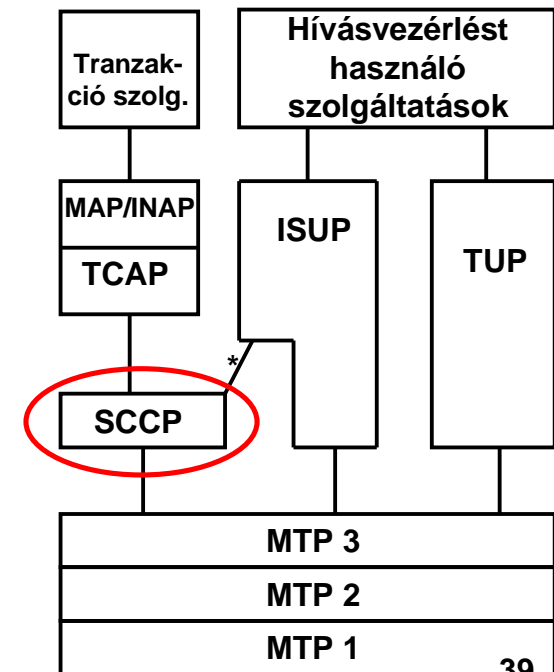 Tranzak-
ció szolg.
Hívásvezérlést
használó
szolgáltatások
MAP/INAP
TCAP
ISUP
TUP
*
SCCP
MTP 3
MTP 2
MTP 1
39